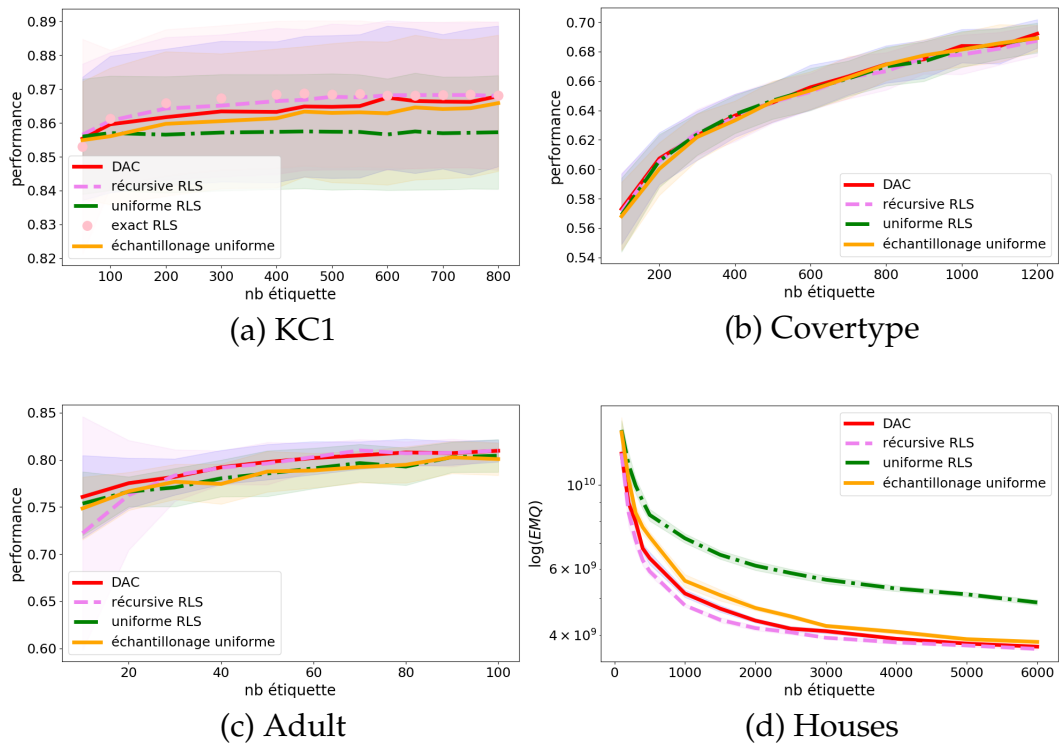 0.89
0.88
0.87
0.86
0.85
0.84
0.83
0.82
performance
DAC
récursive RLS
uniforme RLS
exact RLS
échantillonage uniforme
100 200 300 400 500 600 700 800
nb étiquette
(a) KC1
0.70
0.68
0.66
0.64
0.62
0.60
0.58
0.56
0.54
performance
DAC
récursive RLS
uniforme RLS
échantillonage uniforme
200 400 600 800 1000 1200
nb étiquette
(b) Covertype
0.85
0.80
0.75
0.70
0.65
0.60
performance
DAC
récursive RLS
uniforme RLS
échantillonage uniforme
20 40 60 80 100
nb étiquette
(c) Adult
10¹⁰
6 × 10⁹
4 × 10⁹
log(EMQ)
DAC
récursive RLS
uniforme RLS
échantillonage uniforme
0 1000 2000 3000 4000 5000 6000
nb étiquette
(d) Houses